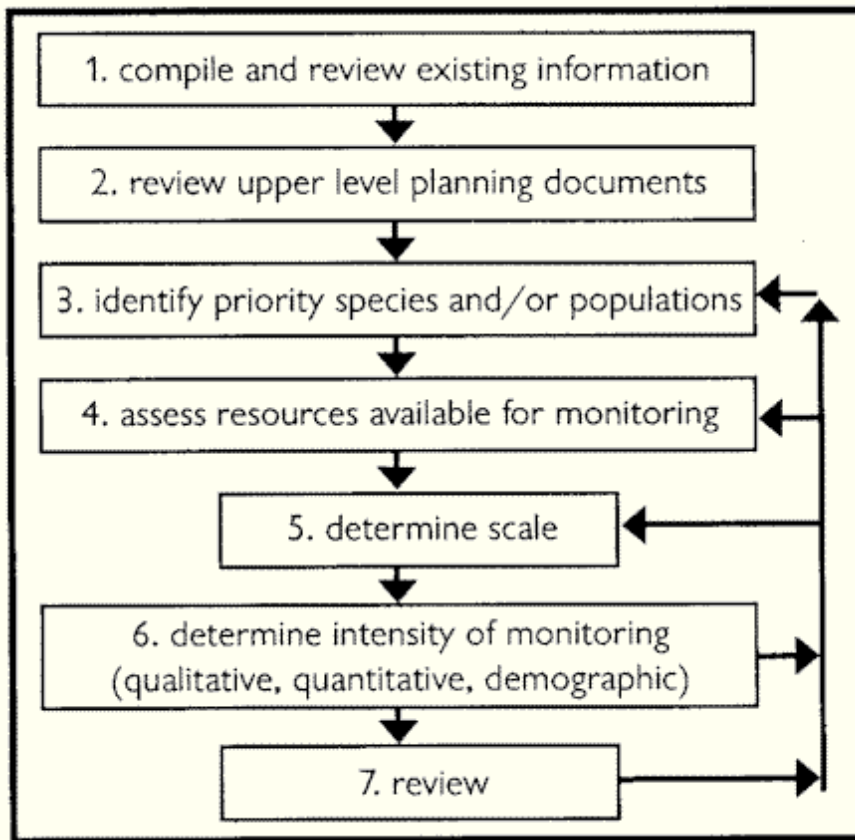 1. compile and review existing information
2. review upper level planning documents
3. identify priority species and/or populations
4. assess resources available for monitoring
5. determine scale
6. determine intensity of monitoring
(qualitative, quantitative, demographic)
7. review